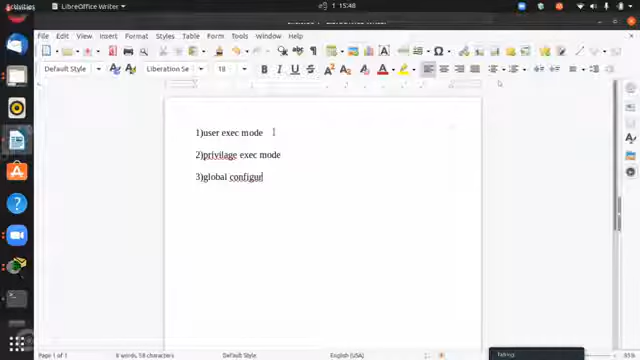 Activities
LibreOffice Writer
1 15:48
File Edit View Insert Format Styles Table Form Tools Window Help
Default Style
Liberation Se
18
1)user exec mode
2)privilage exec mode
3)global configur
Page 1 of 1
8 words, 58 characters
Default Style
English (USA)
Talking: